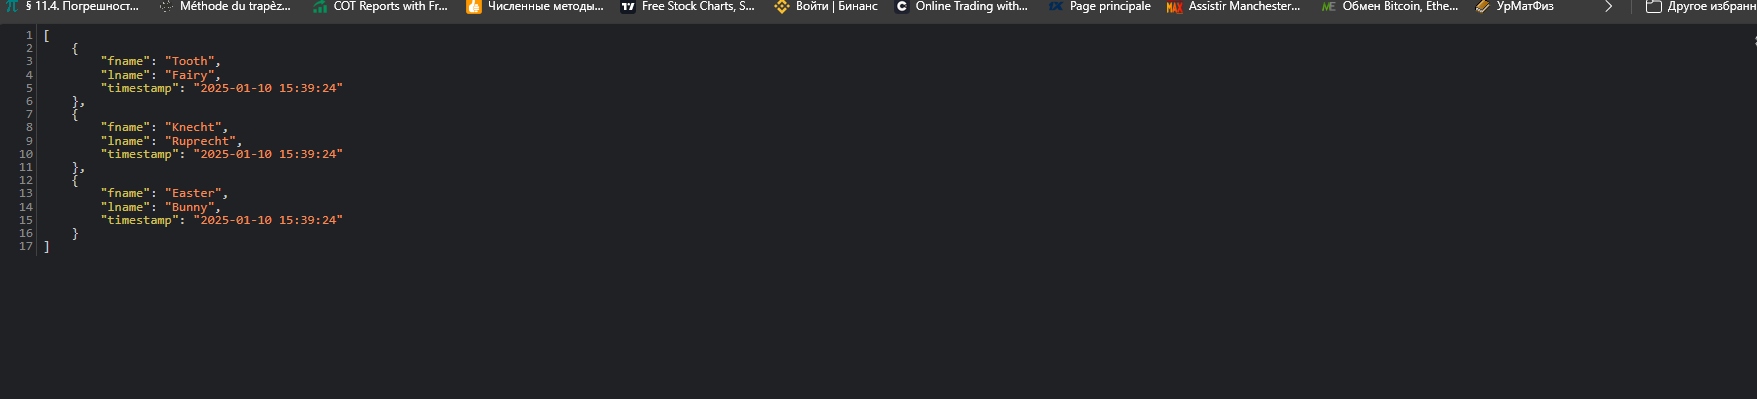 § 11.4. Погрешност... Méthode du trapèz... COT Reports with Fr... Численные методы... Free Stock Charts, S... Войти | Бинанс Online Trading with... Page principale Assistir Manchester... Обмен Bitcoin, Ethe... УрМатФиз Другое избранн
1 [
2 {
3 "fname": "Tooth",
4 "lname": "Fairy",
5 "timestamp": "2025-01-10 15:39:24"
6 },
7 {
8 "fname": "Knecht",
9 "lname": "Ruprecht",
10 "timestamp": "2025-01-10 15:39:24"
11 },
12 {
13 "fname": "Easter",
14 "lname": "Bunny",
15 "timestamp": "2025-01-10 15:39:24"
16 }
17 ]